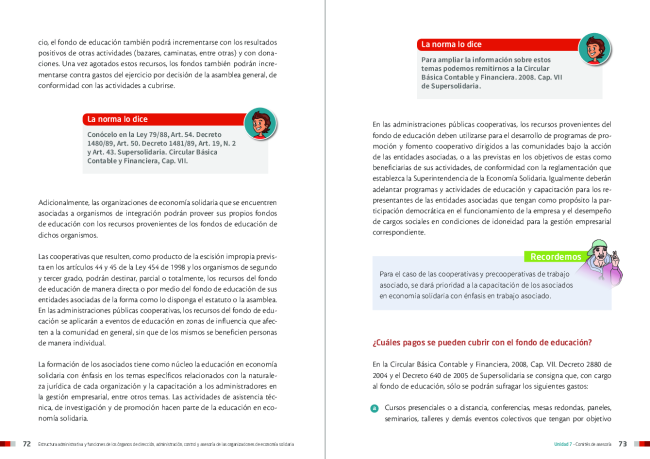 cio, el fondo de educación también podrá incrementarse con los resultados
positivos de otras actividades (bazares, caminatas, entre otras) y con dona-
ciones. Una vez agotados estos recursos, los fondos también podrán incre-
mentarse contra gastos del ejercicio por decisión de la asamblea general, de
conformidad con las actividades a cubrirse.
La norma lo dice
Conócelo en la Ley 79/88, Art. 54. Decreto
1480/89, Art. 50. Decreto 1481/89, Art. 19, N. 2
y Art. 43. Supersolidaria. Circular Básica
Contable y Financiera, Cap. VII.
Adicionalmente, las organizaciones de economía solidaria que se encuentren
asociadas a organismos de integración podrán proveer sus propios fondos
de educación con los recursos provenientes de los fondos de educación de
dichos organismos.
Las cooperativas que resulten, como producto de la escisión impropia previs-
ta en los artículos 44 y 45 de la Ley 454 de 1998 y los organismos de segundo
y tercer grado, podrán destinar, parcial o totalmente, los recursos del fondo
de educación de manera directa o por medio del fondo de educación de sus
entidades asociadas de la forma como lo disponga el estatuto o la asamblea.
En las administraciones públicas cooperativas, los recursos del fondo de edu-
cación se aplicarán a eventos de educación en zonas de influencia que afec-
ten a la comunidad en general, sin que de los mismos se beneficien personas
de manera individual.
La formación de los asociados tiene como núcleo la educación en economía
solidaria con énfasis en los temas específicos relacionados con la naturale-
za jurídica de cada organización y la capacitación a los administradores en
la gestión empresarial, entre otros temas. Las actividades de asistencia téc-
nica, de investigación y de promoción hacen parte de la educación en eco-
nomía solidaria.
72 Estructura administrativa y funciones de los órganos de dirección, administración, control y asesoría de las organizaciones de economía solidaria
La norma lo dice
Para ampliar la información sobre estos
temas podemos remitirnos a la Circular
Básica Contable y Financiera. 2008. Cap. VII
de Supersolidaria.
En las administraciones públicas cooperativas, los recursos provenientes del
fondo de educación deben utilizarse para el desarrollo de programas de pro-
moción y fomento cooperativo dirigidos a las comunidades bajo la acción
de las entidades asociadas, o a las previstas en los objetivos de estas como
beneficiarias de sus actividades, de conformidad con la reglamentación que
establezca la Superintendencia de la Economía Solidaria. Igualmente deberán
adelantar programas y actividades de educación y capacitación para los re-
presentantes de las entidades asociadas que tengan como propósito la par-
ticipación democrática en el funcionamiento de la empresa y el desempeño
de cargos sociales en condiciones de idoneidad para la gestión empresarial
correspondiente.
Recordemos
Para el caso de las cooperativas y precooperativas de trabajo
asociado, se dará prioridad a la capacitación de los asociados
en economía solidaria con énfasis en trabajo asociado.
¿Cuáles pagos se pueden cubrir con el fondo de educación?
En la Circular Básica Contable y Financiera, 2008, Cap. VII. Decreto 2880 de
2004 y el Decreto 640 de 2005 de Supersolidaria se consigna que, con cargo
al fondo de educación, sólo se podrán sufragar los siguientes gastos:
a Cursos presenciales o a distancia, conferencias, mesas redondas, paneles,
seminarios, talleres y demás eventos colectivos que tengan por objetivo
Unidad 7 - Comités de asesoría 73